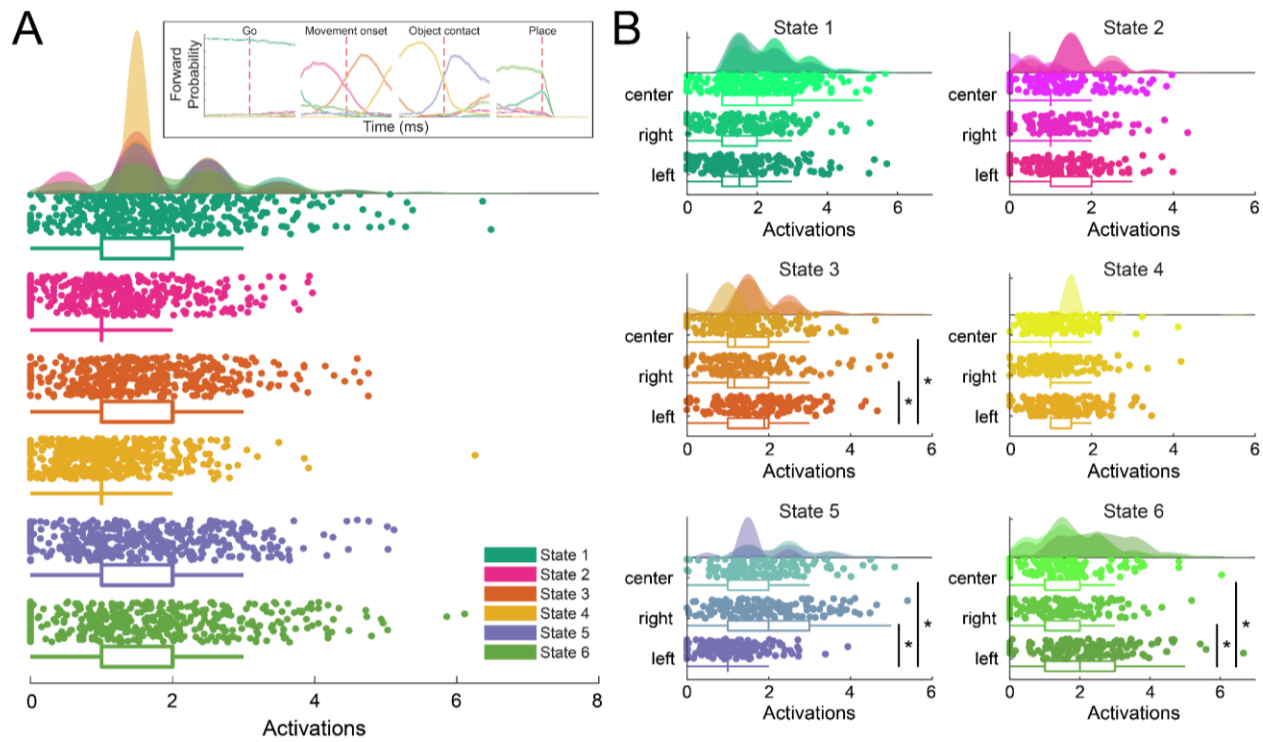 A
Go
Movement onset
Object contact
Place
Forward
Probability
Time (ms)
State 1
State 2
State 3
State 4
State 5
State 6
0 2 4 6 8
Activations
B
State 1
center
right
left
0 2 4 6
Activations
State 2
center
right
left
0 2 4 6
Activations
State 3
center
right
left
* *
0 2 4 6
Activations
State 4
center
right
left
0 2 4 6
Activations
State 5
center
right
left
* *
0 2 4 6
Activations
State 6
center
right
left
* *
0 2 4 6
Activations